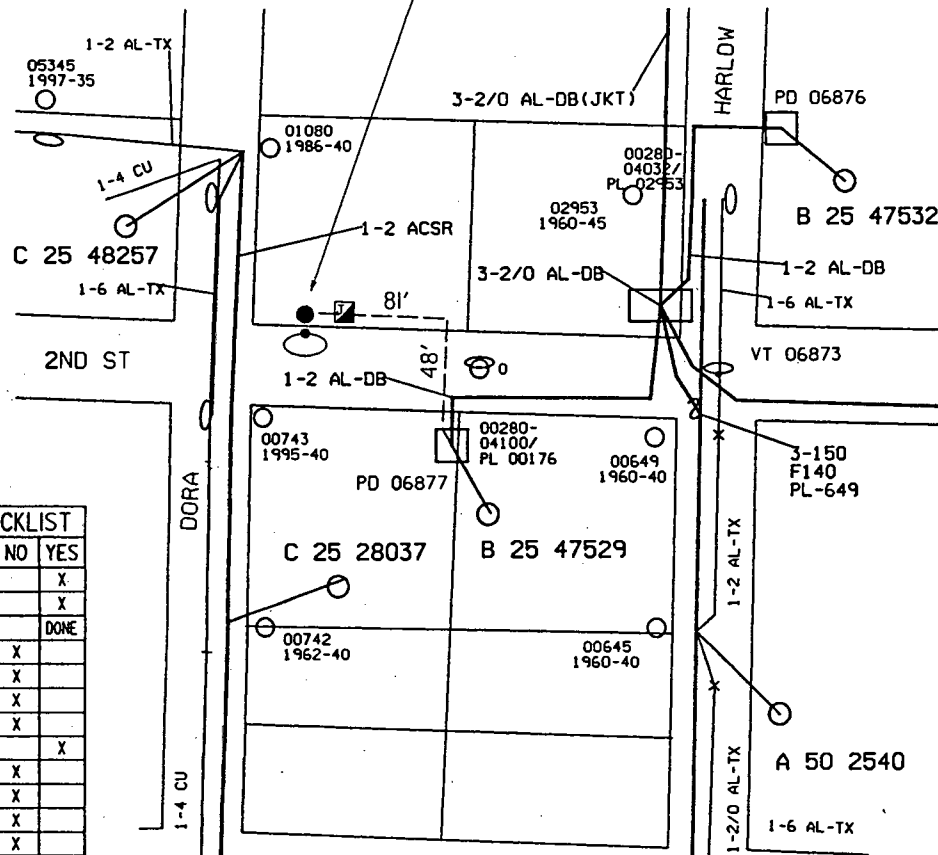 1-2 AL-TX
05345
1997-35
3-2/0 AL-DB(JKT)
HARLOW
PD 06876
01080
1986-40
1-4 CU
00280-
04032/
PL 02953
02953
1960-45
B 25 47532
C 25 48257
1-2 ACSR
3-2/0 AL-DB
1-2 AL-DB
1-6 AL-TX
1-6 AL-TX
81'
2ND ST
48'
O
VT 06873
1-2 AL-DB
00743
1995-40
00280-
04100/
PL 00176
00649
1960-40
3-150
F140
PL-649
PD 06877
DORA
CKLIST
NO YES
X
X
DONE
X
X
X
X
X
X
X
X
X
C 25 28037
B 25 47529
1-2 AL-TX
00742
1962-40
00645
1960-40
A 50 2540
1-4 CU
1-2/0 AL-TX
1-6 AL-TX